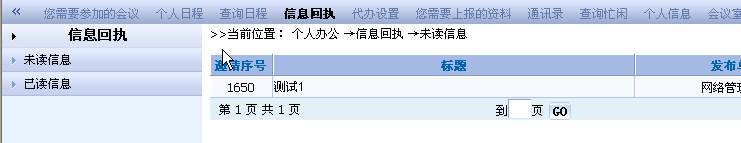 « 您需要参加的会议 个人日程 查询日程 信息回执 代办设置 您需要上报的资料 通讯录 查询忙闲 个人信息 会议室
信息回执
未读信息
已读信息
>>当前位置： 个人办公 →信息回执 →未读信息
邀请序号 标题 发布单
1650 测试1 网络管理
第 1 页 共 1 页 到 页 GO